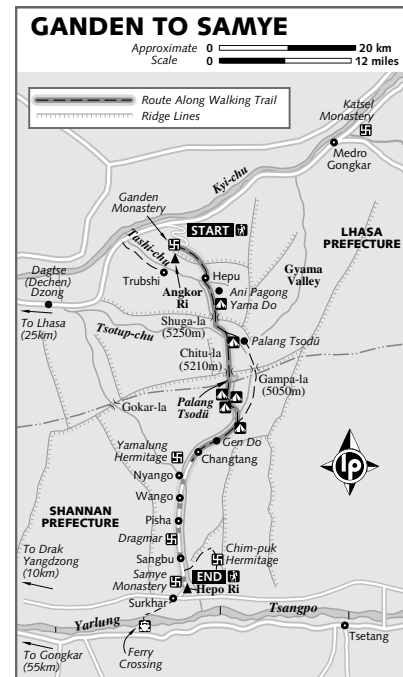 GANDEN TO SAMYE
Approximate
Scale
0 20 km
0 12 miles
Route Along Walking Trail
Ridge Lines
Katsel
Monastery
Medro
Gongkar
Kyi-chu
Ganden
Monastery
START
Tashi-chu
LHASA
PREFECTURE
Hepu
Gyama
Valley
Trubshi
Angkor
Ri
Ani Pagong
Yama Do
Dagtse
(Dechen)
Dzong
To Lhasa
(25km)
Tsotup-chu
Shuga-la
(5250m)
Palang Tsodü
Chitu-la
(5210m)
Gampa-la
(5050m)
Palang
Tsodü
Gokar-la
Gen Do
Yamalung
Hermitage
Changtang
Nyango
Wango
lp
SHANNAN
PREFECTURE
Pisha
Dragmar
To Drak
Yangdzong
(10km)
Sangbu
Chim-puk
Hermitage
Samye
Monastery
END
Hepo Ri
Surkhar
Yarlung
Tsangpo
Tsetang
To Gongkar
(55km)
Ferry
Crossing